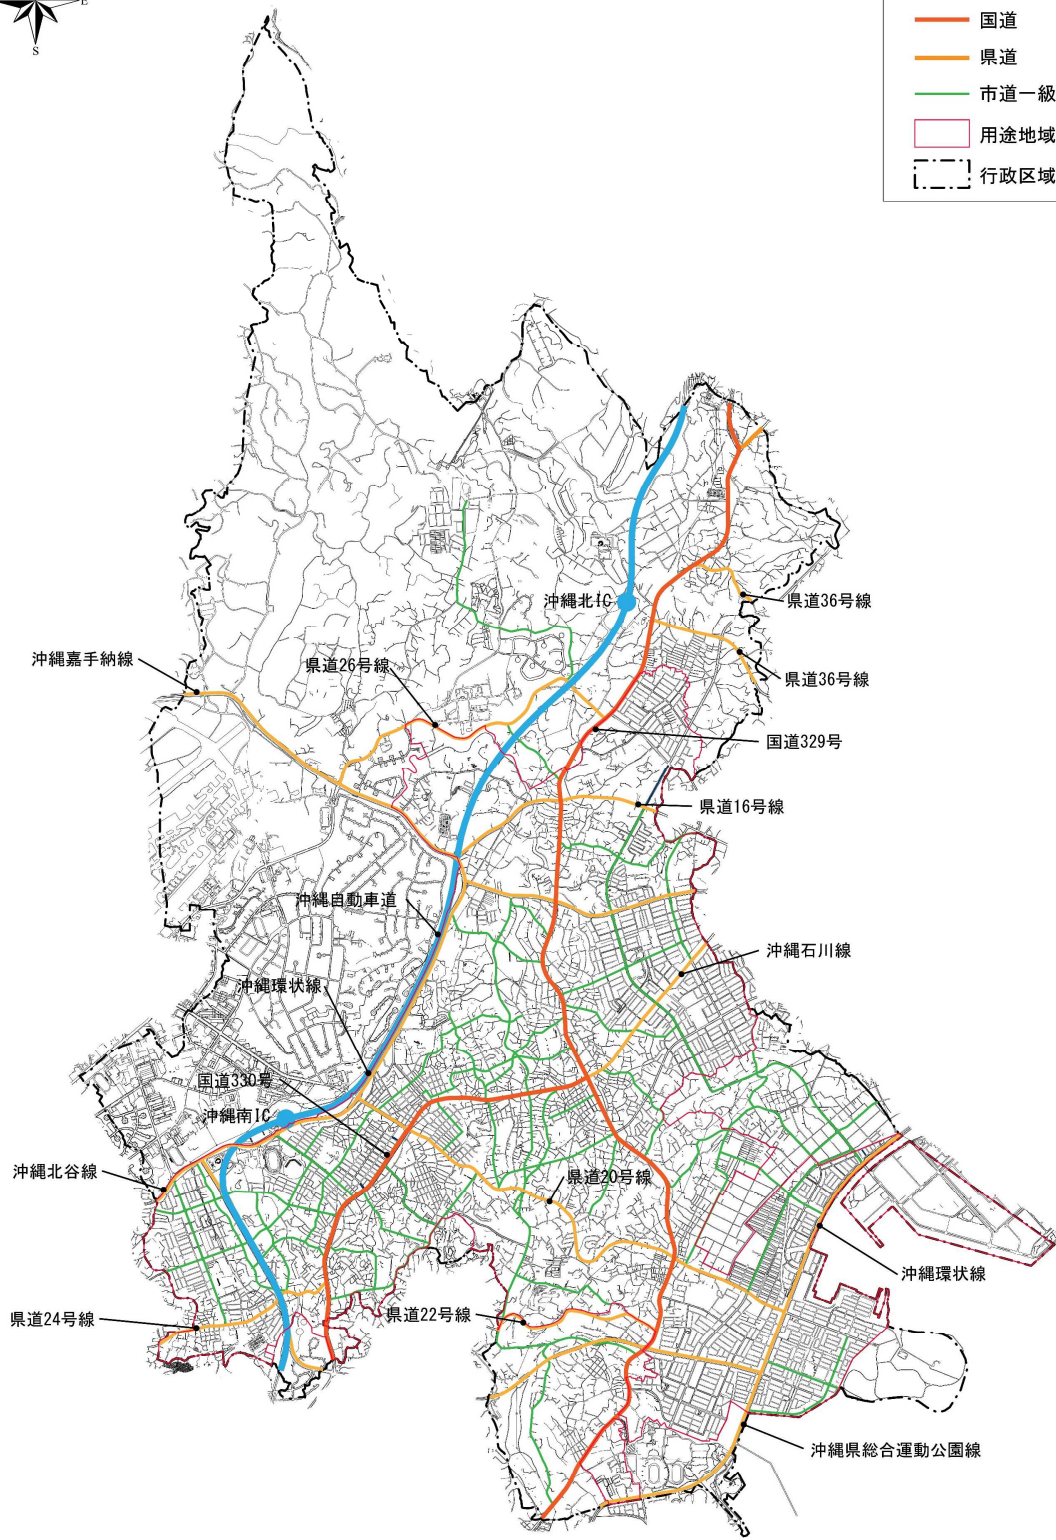 E
S
国道
県道
市道一級
用途地域
行政区域
沖縄北IC
県道36号線
沖縄嘉手納線
県道26号線
県道36号線
国道329号
県道16号線
沖縄自動車道
沖縄石川線
沖縄環状線
国道330号
沖縄南IC
沖縄北谷線
県道20号線
沖縄環状線
県道24号線
県道22号線
沖縄県総合運動公園線